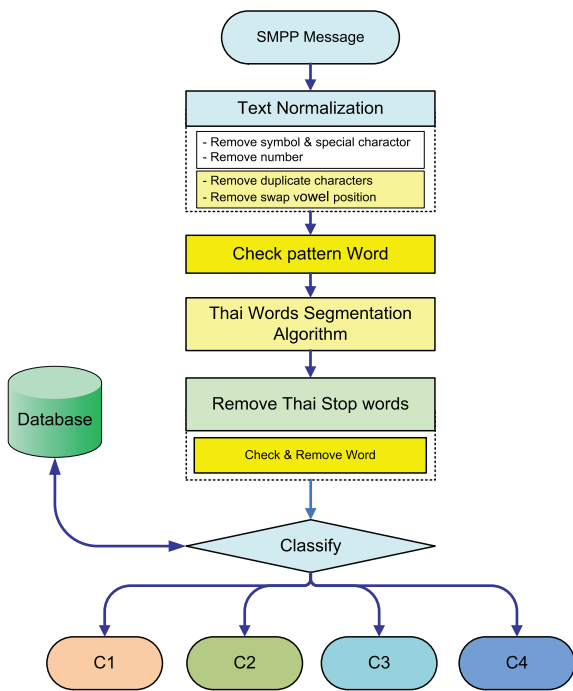 SMPP Message
Text Normalization
- Remove symbol & special charactor
- Remove number
- Remove duplicate characters
- Remove swap vowel position
Check pattern Word
Thai Words Segmentation
Algorithm
Remove Thai Stop words
Database
Check & Remove Word
Classify
C1
C2
C3
C4